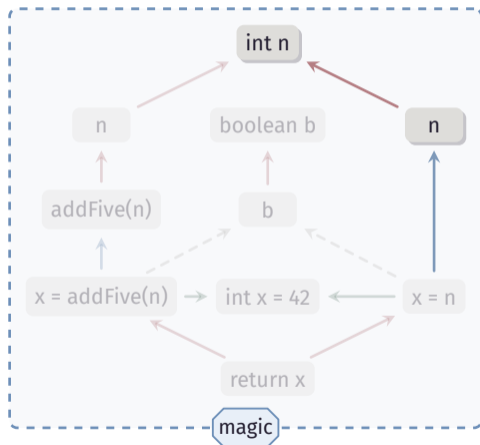 int n
n
boolean b
n
addFive(n)
b
x = addFive(n)
int x = 42
x = n
return x
magic